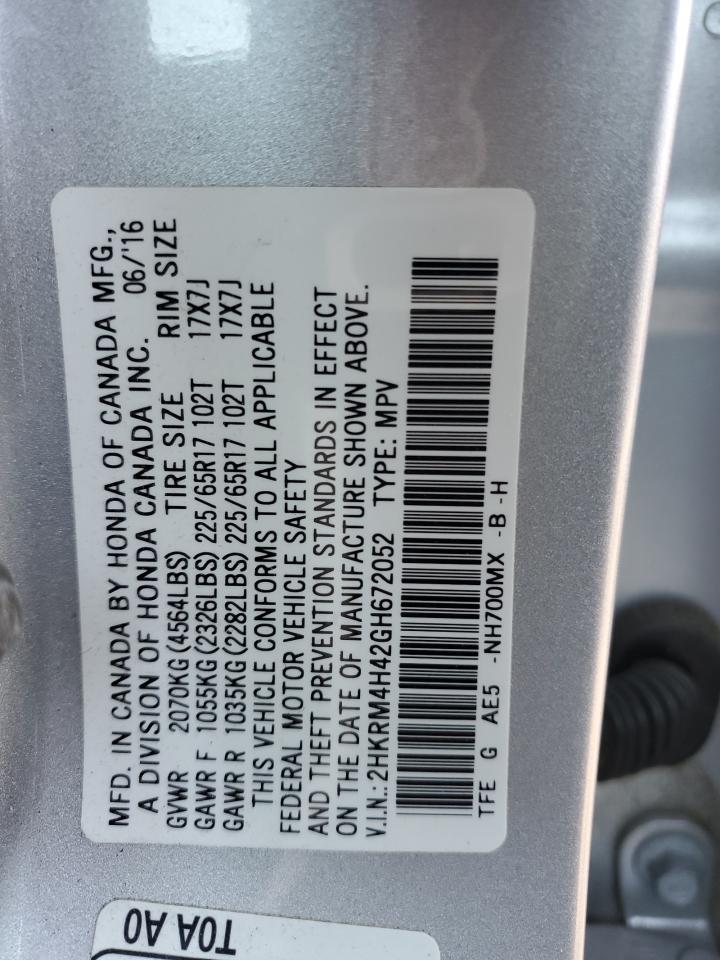 MFD. IN CANADA BY HONDA OF CANADA MFG.,
A DIVISION OF HONDA CANADA INC. 06/'16
GVWR 2070KG(4564LBS) TIRE SIZE RIM SIZE
GAWR F 1055KG(2326LBS) 225/65R17 102T 17X7J
GAWR R 1035KG(2282LBS) 225/65R17 102T 17X7J
THIS VEHICLE CONFORMS TO ALL APPLICABLE
FEDERAL MOTOR VEHICLE SAFETY
AND THEFT PREVENTION STANDARDS IN EFFECT
ON THE DATE OF MANUFACTURE SHOWN ABOVE.
V.I.N.: 2HKRM4H42GH672052 TYPE: MPV
TFE G AE5 -NH700MX -B -H
T0A A0